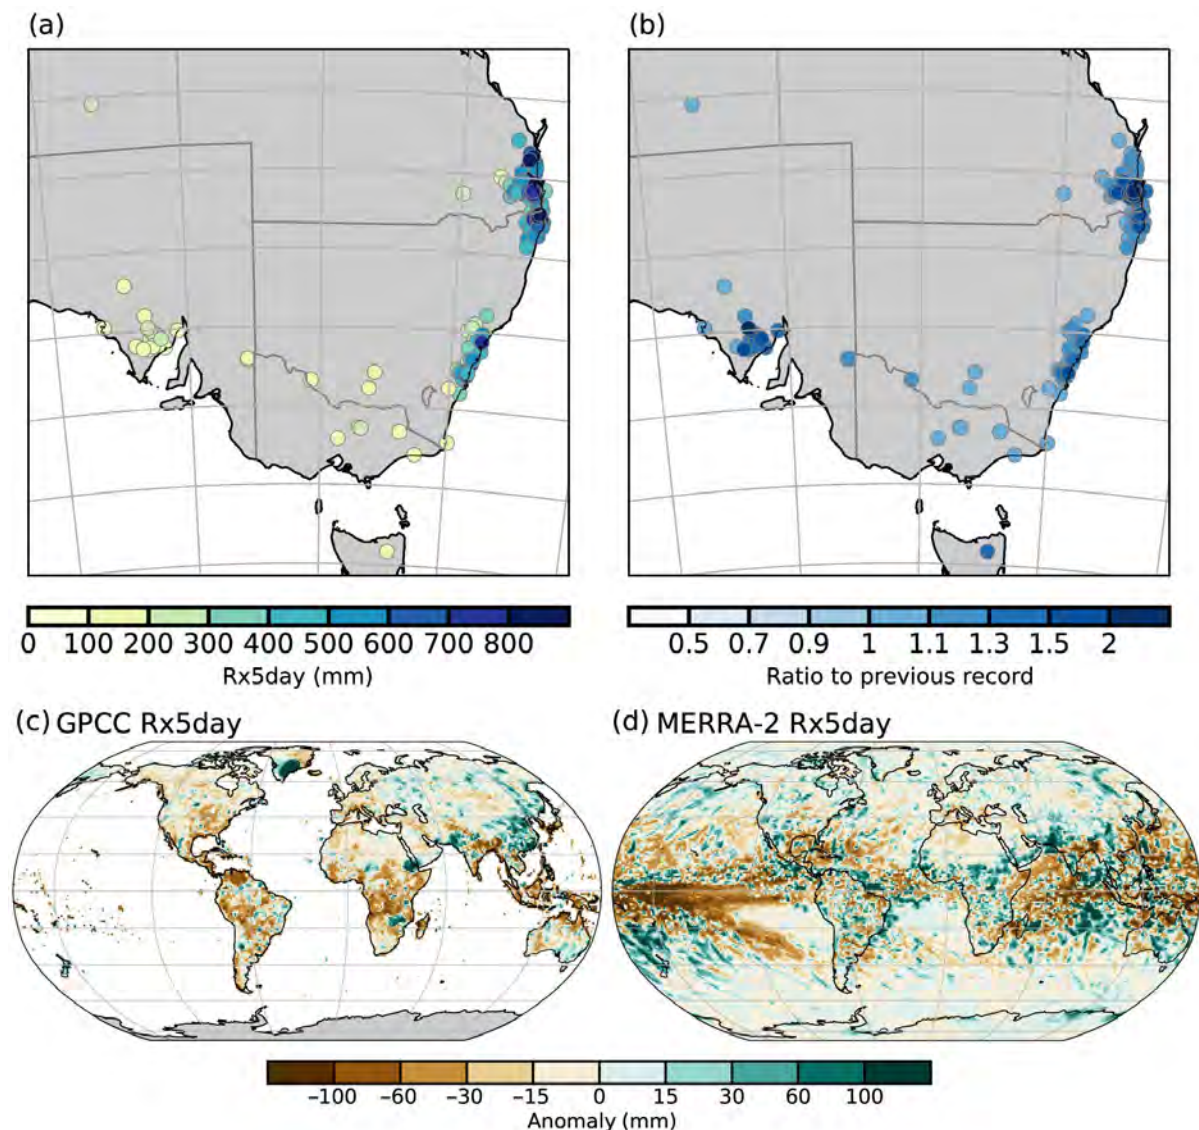 (a)
(b)
0 100 200 300 400 500 600 700 800
Rx5day (mm)
0.5 0.7 0.9 1 1.1 1.3 1.5 2
Ratio to previous record
(c) GPCC Rx5day
(d) MERRA-2 Rx5day
−100 −60 −30 −15 0 15 30 60 100
Anomaly (mm)